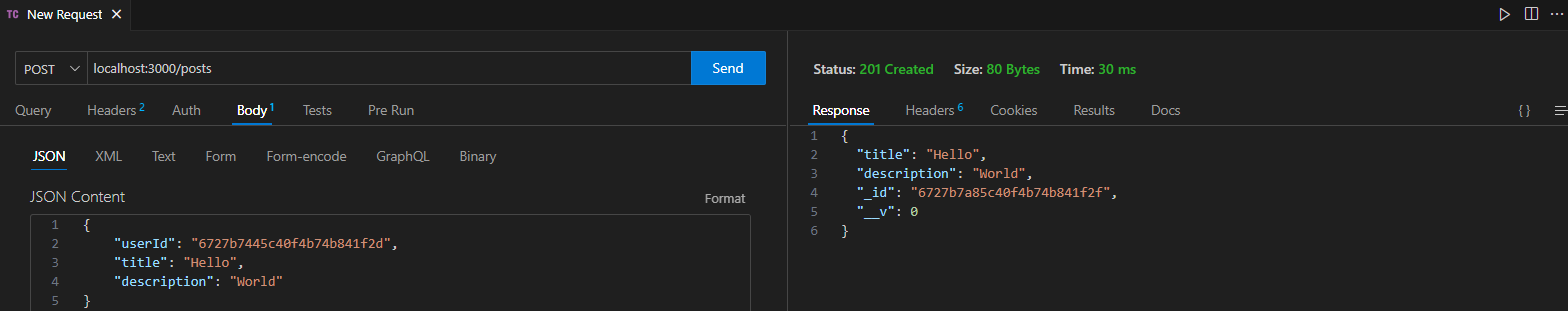 TC New Request
POST localhost:3000/posts Send
Query Headers 2 Auth Body 1 Tests Pre Run
JSON XML Text Form Form-encode GraphQL Binary
JSON Content Format
1 {
2 "userId": "6727b7445c40f4b74b841f2d",
3 "title": "Hello",
4 "description": "World"
5 }
Status: 201 Created Size: 80 Bytes Time: 30 ms
Response Headers 6 Cookies Results Docs {}
1 {
2 "title": "Hello",
3 "description": "World",
4 "_id": "6727b7a85c40f4b74b841f2f",
5 "__v": 0
6 }